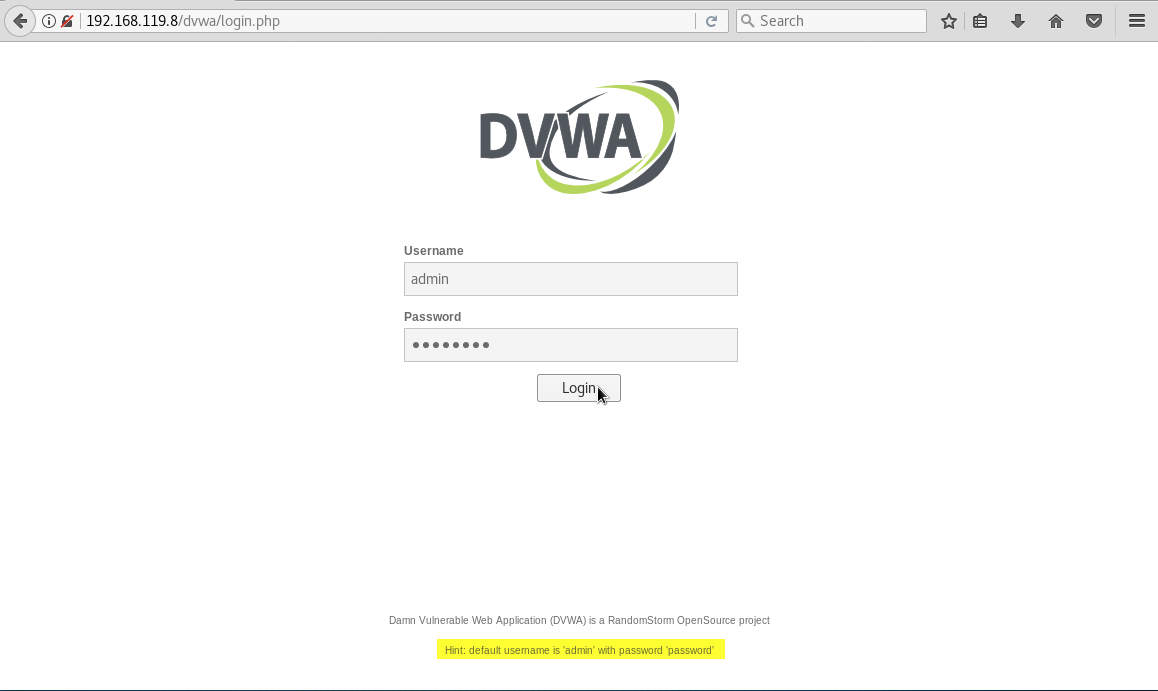 192.168.119.8/dvwa/login.php
Search
DVWA
Username
admin
Password
Login
Damn Vulnerable Web Application (DVWA) is a RandomStorm OpenSource project
Hint: default username is 'admin' with password 'password'